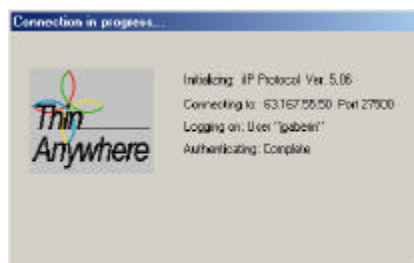 Connection in progress...
Thin
Anywhere
Initializing: iIP Protocol Ver. 5.06
Connecting to: 63.167.55.50 Port 27500
Logging on: User "jgaberin"
Authenticating: Complete